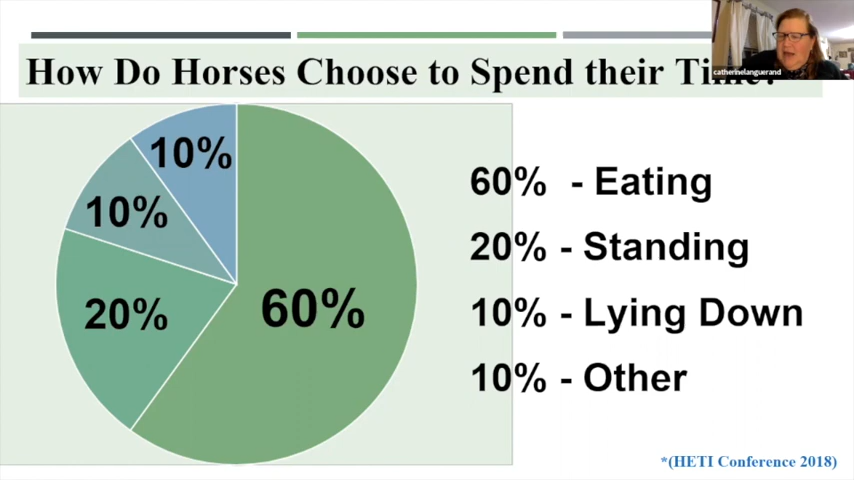 How Do Horses Choose to Spend their Time?
catherinelanguerand
10%
10%
20%
60%
60% - Eating
20% - Standing
10% - Lying Down
10% - Other
*(HETI Conference 2018)